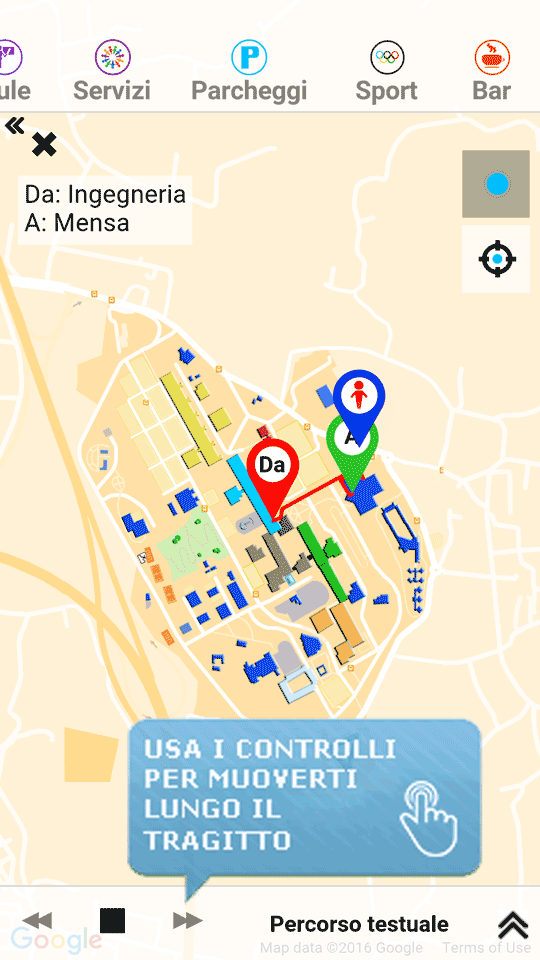 ule
Servizi
Parcheggi
Sport
Bar
P
Da: Ingegneria
A: Mensa
A
Da
USA I CONTROLLI
PER MUOVERTI
LUNGO IL
TRAGITTO
Percorso testuale
Google
Map data ©2016 Google
Terms of Use